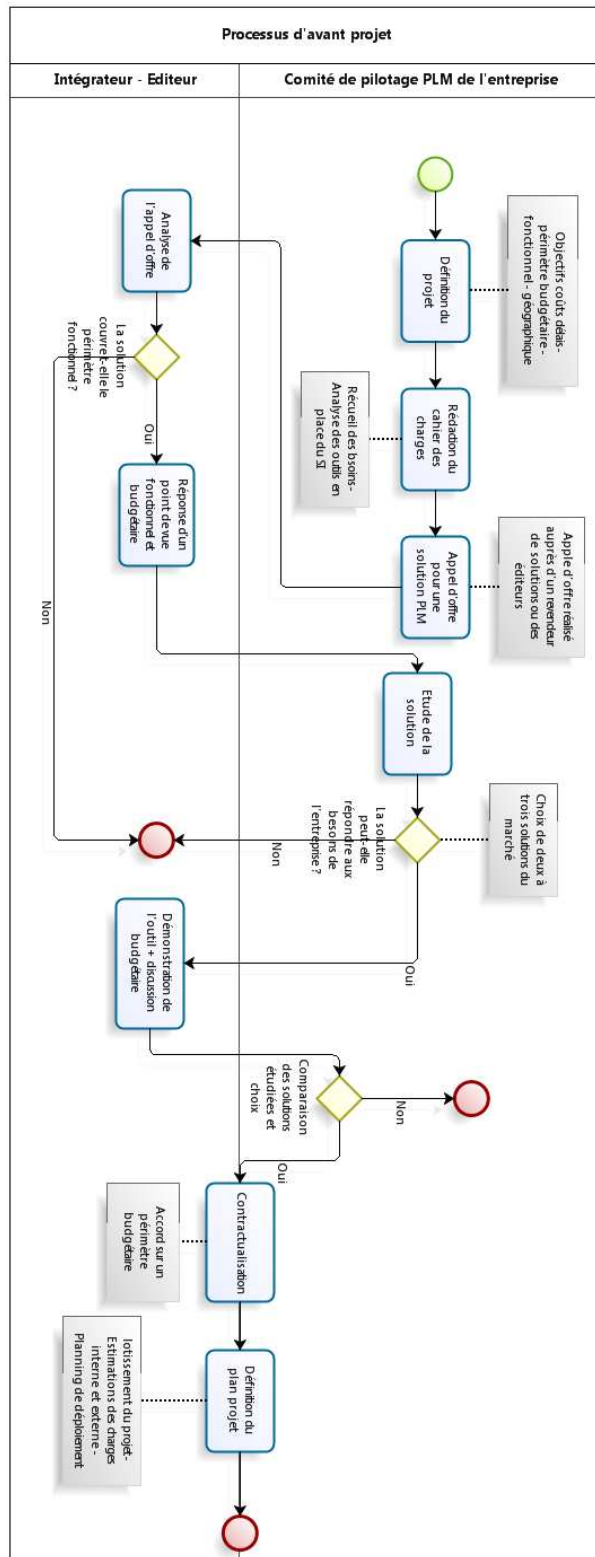 Processus d'avant projet
Intégrateur - Editeur
Comité de pilotage PLM de l'entreprise
Objectifs coûts délais-
périmètre budgétaire -
fonctionnel - géographique
Définition du
projet
Analyse de
l'appel d'offre
La solution
couvret-elle le
périmètre
fonctionnel ?
Rédaction du
cahier des
charges
Récueil des bsoins-
Analyse des outils en
place du SI
Oui
Réponse d'un
point de vue
fonctionnel et
budgétaire
Appel d'offre
pour une
solution PLM
Apple d'offre réalisé
auprès d'un revendeur
de solutions ou des
éditeurs
Non
Etude de la
solution
La solution
peut-elle
répondre aux
besons de
l'entreprise ?
Choix de deux à
trois solutions du
marché
Non
Oui
Démonstration de
l'outil + discussion
budgétaire
Comparaison
des solutions
étudiées et
choix
Non
Oui
Contractualisation
Accord sur un
périmètre
budgétaire
Définition du
plan projet
lotissement du projet-
Estimations des charges
interne et externe -
Planning de déploiement